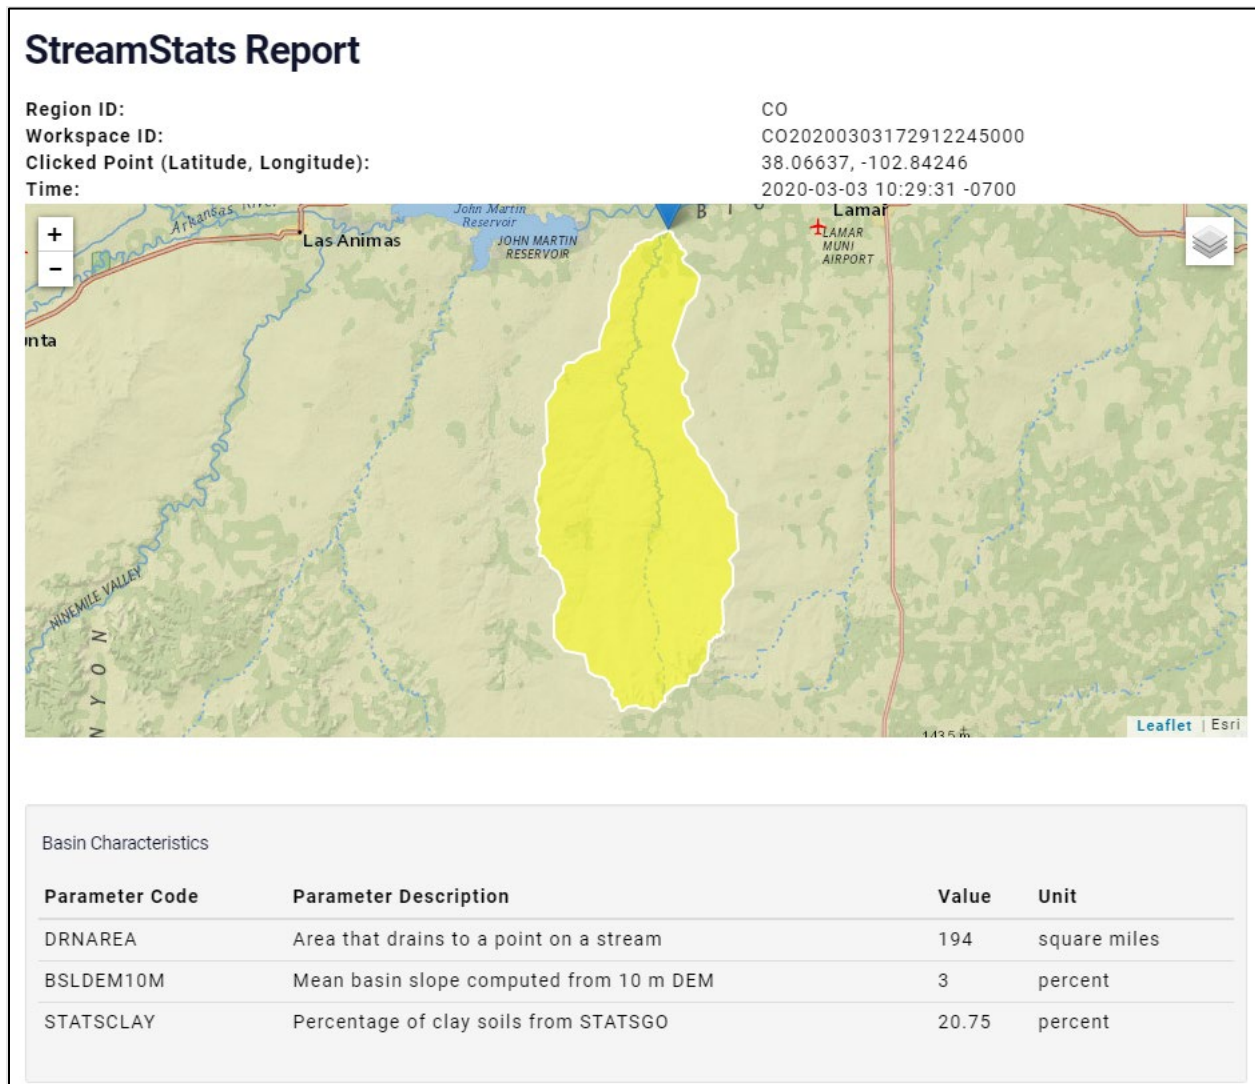 StreamStats Report
Region ID: CO
Workspace ID: CO20200303172912245000
Clicked Point (Latitude, Longitude): 38.06637, -102.84246
Time: 2020-03-03 10:29:31 -0700
Arkansas River
John Martin
Reservoir
B I
Lamar
+
−
Las Animas
JOHN MARTIN
RESERVOIR
LAMAR
MUNI
AIRPORT
unta
NINEMILE VALLEY
N Y O N
Leaflet | Esri
Basin Characteristics
Parameter Code Parameter Description Value Unit
DRNAREA Area that drains to a point on a stream 194 square miles
BSLDEM10M Mean basin slope computed from 10 m DEM 3 percent
STATSCLAY Percentage of clay soils from STATSGO 20.75 percent